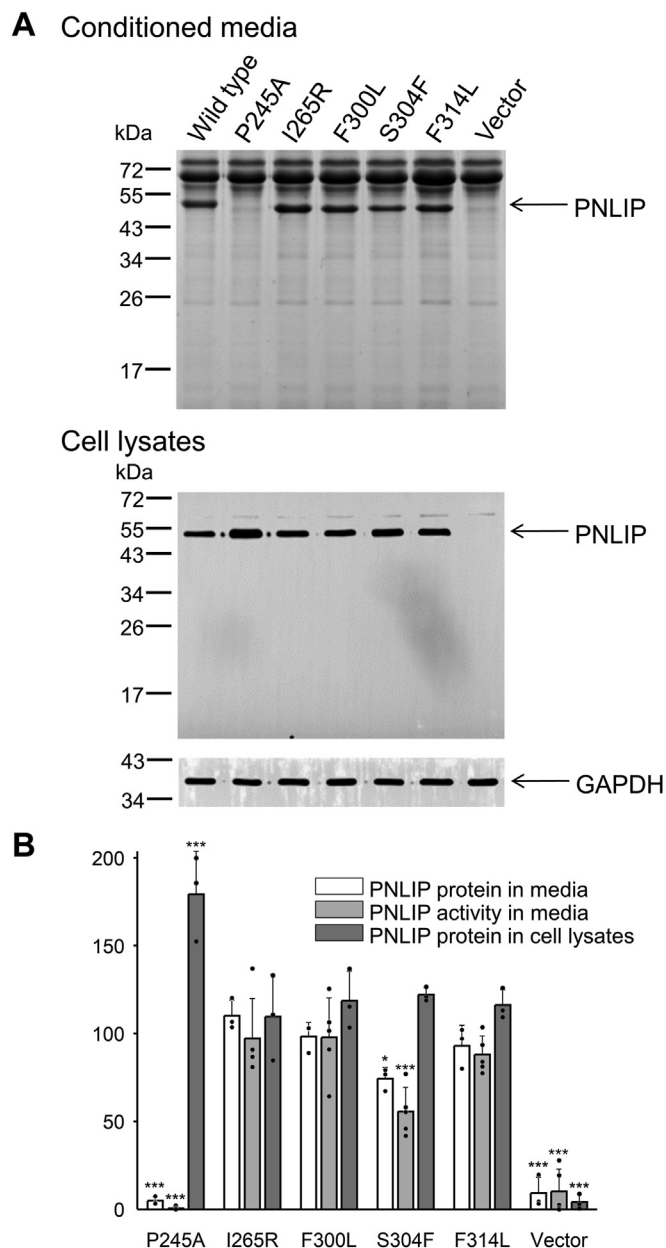 A Conditioned media
kDa
Wild type P245A I265R F300L S304F F314L Vector
72
55
PNLIP
43
34
26
17
Cell lysates
kDa
72
55
PNLIP
43
34
26
17
43
GAPDH
34
B
200
150
100
50
0
PNLIP protein in media
PNLIP activity in media
PNLIP protein in cell lysates
***
* ***
*** *** *** *** ***
P245A I265R F300L S304F F314L Vector